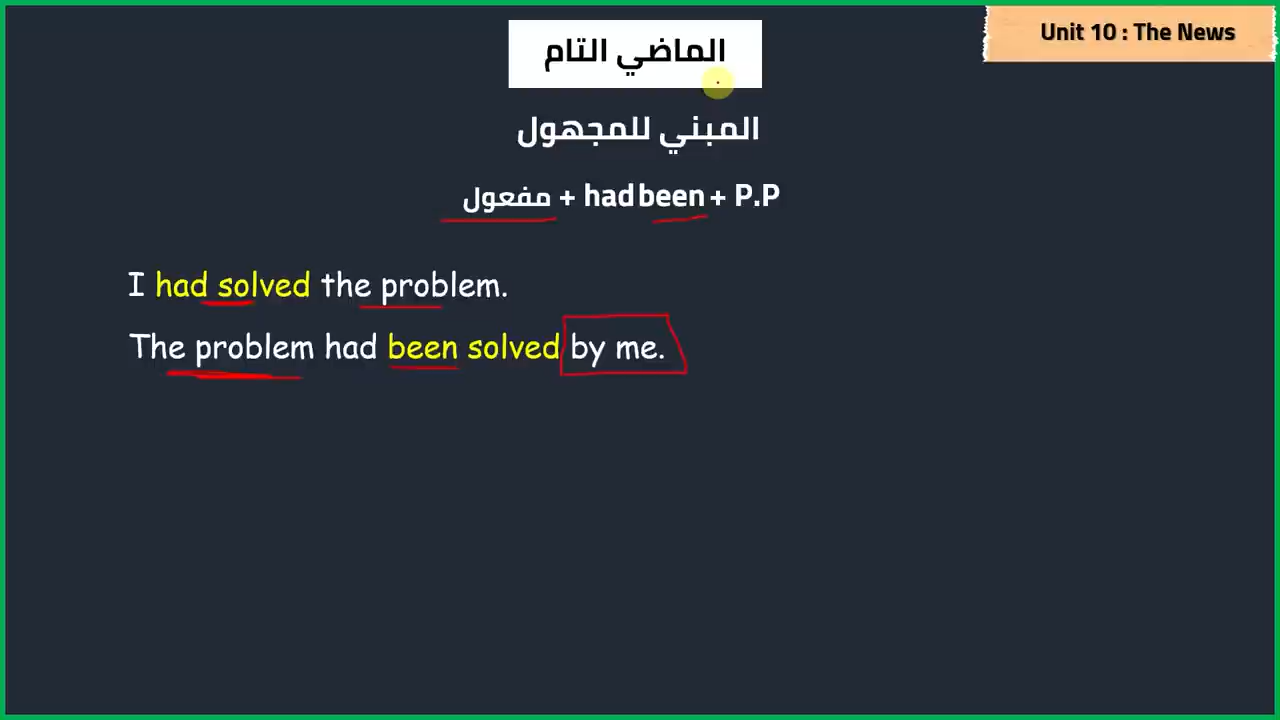 Unit 10 : The News
الماضي التام
المبني للمجهول
مفعول + had been + P.P
I had solved the problem.
The problem had been solved by me.